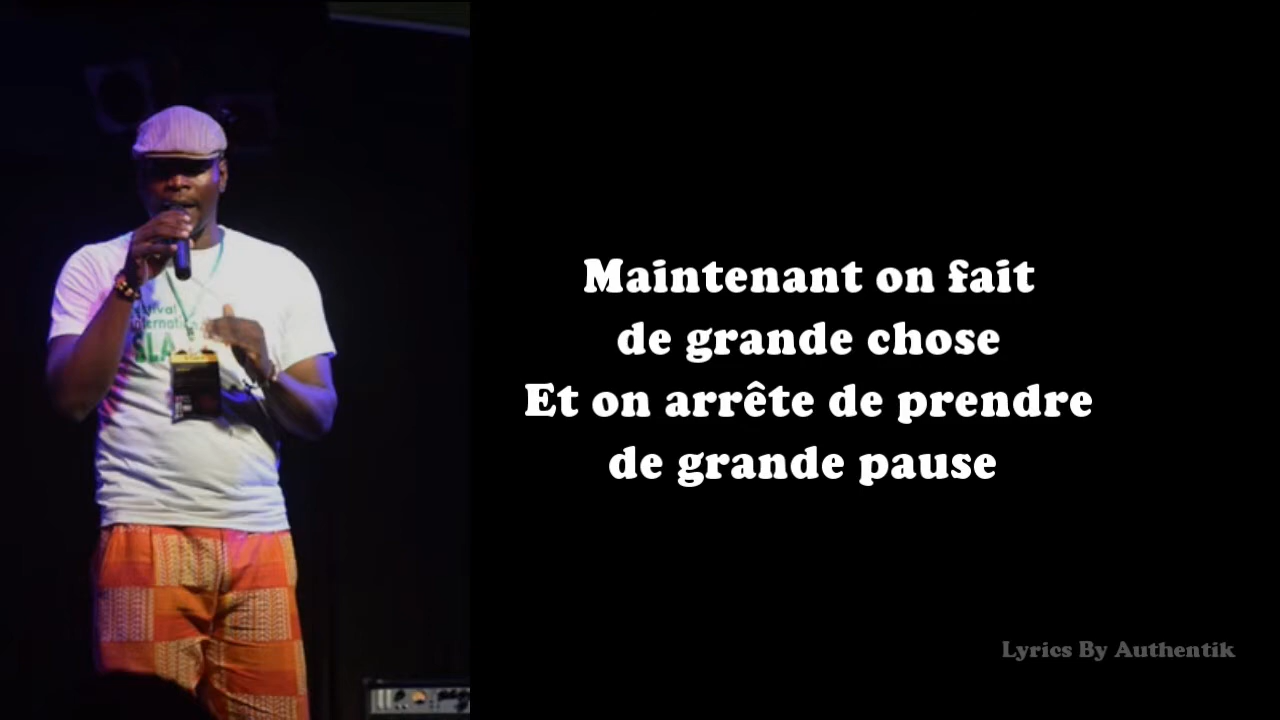 Maintenant on fait
de grande chose
Et on arrête de prendre
de grande pause
Lyrics By Authentik